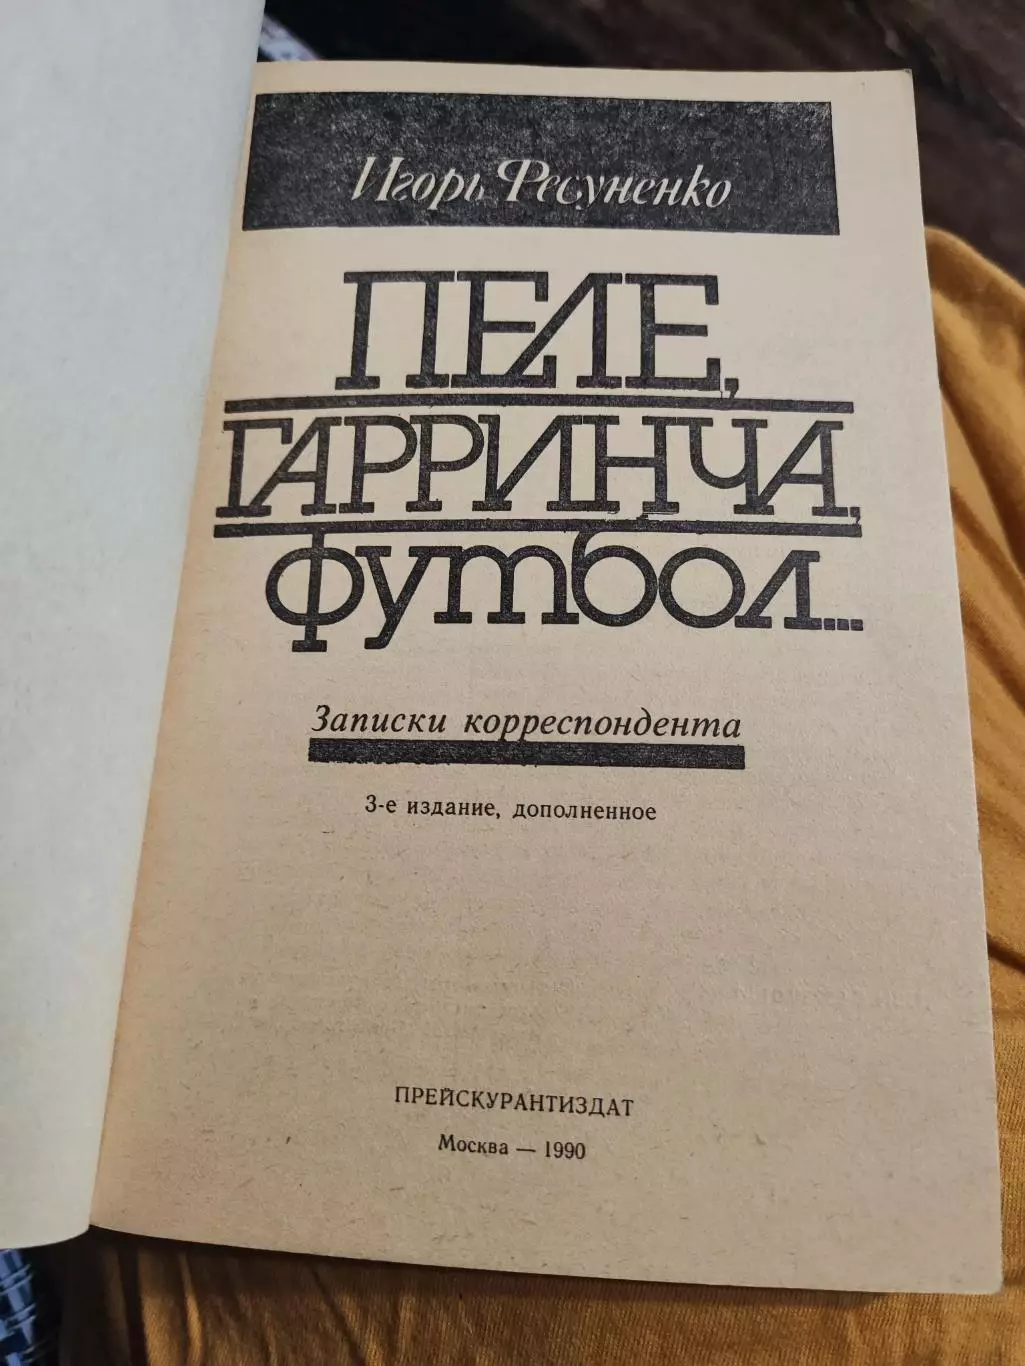 Игорь Фесуненко
ПЕЛЕ,
ГАРРИНЧА,
футбол...
Записки корреспондента
3-е издание, дополненное
ПРЕЙСКУРАНТИЗДАТ
Москва — 1990